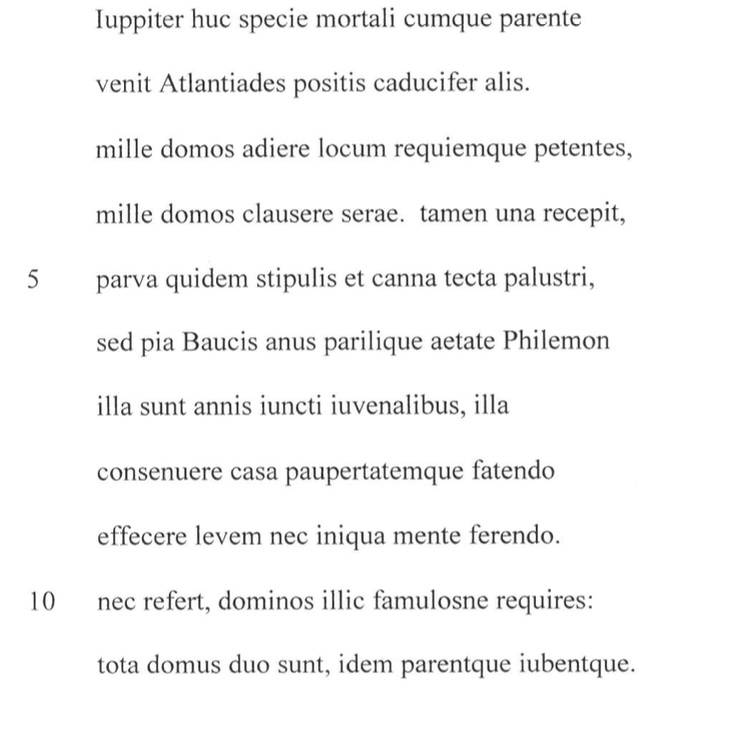 Iuppiter huc specie mortali cumque parente
venit Atlantiades positis caducifer alis.
mille domos adiere locum requiemque petentes,
mille domos clausere serae. tamen una recepit,
5 parva quidem stipulis et canna tecta palustri,
sed pia Baucis anus parilique aetate Philemon
illa sunt annis iuncti iuvenalibus, illa
consenuere casa paupertatemque fatendo
effecere levem nec iniqua mente ferendo.
10 nec refert, dominos illic famulosne requires:
tota domus duo sunt, idem parentque iubentque.